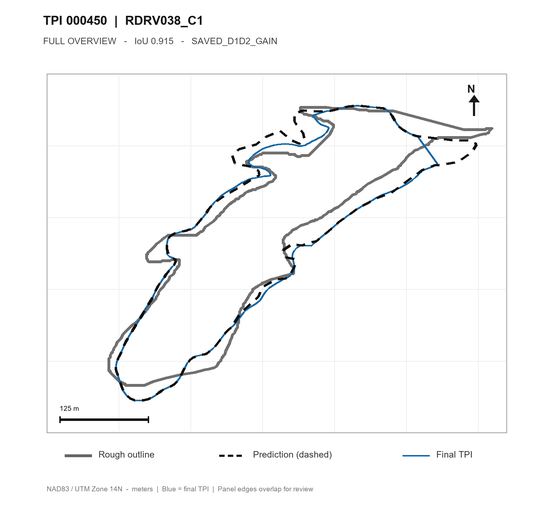 TPI 000450 | RDRV038_C1
FULL OVERVIEW - IoU 0.915 - SAVED_D1D2_GAIN
N
125 m
Rough outline
Prediction (dashed)
Final TPI
NAD83 / UTM Zone 14N - meters | Blue = final TPI | Panel edges overlap for review